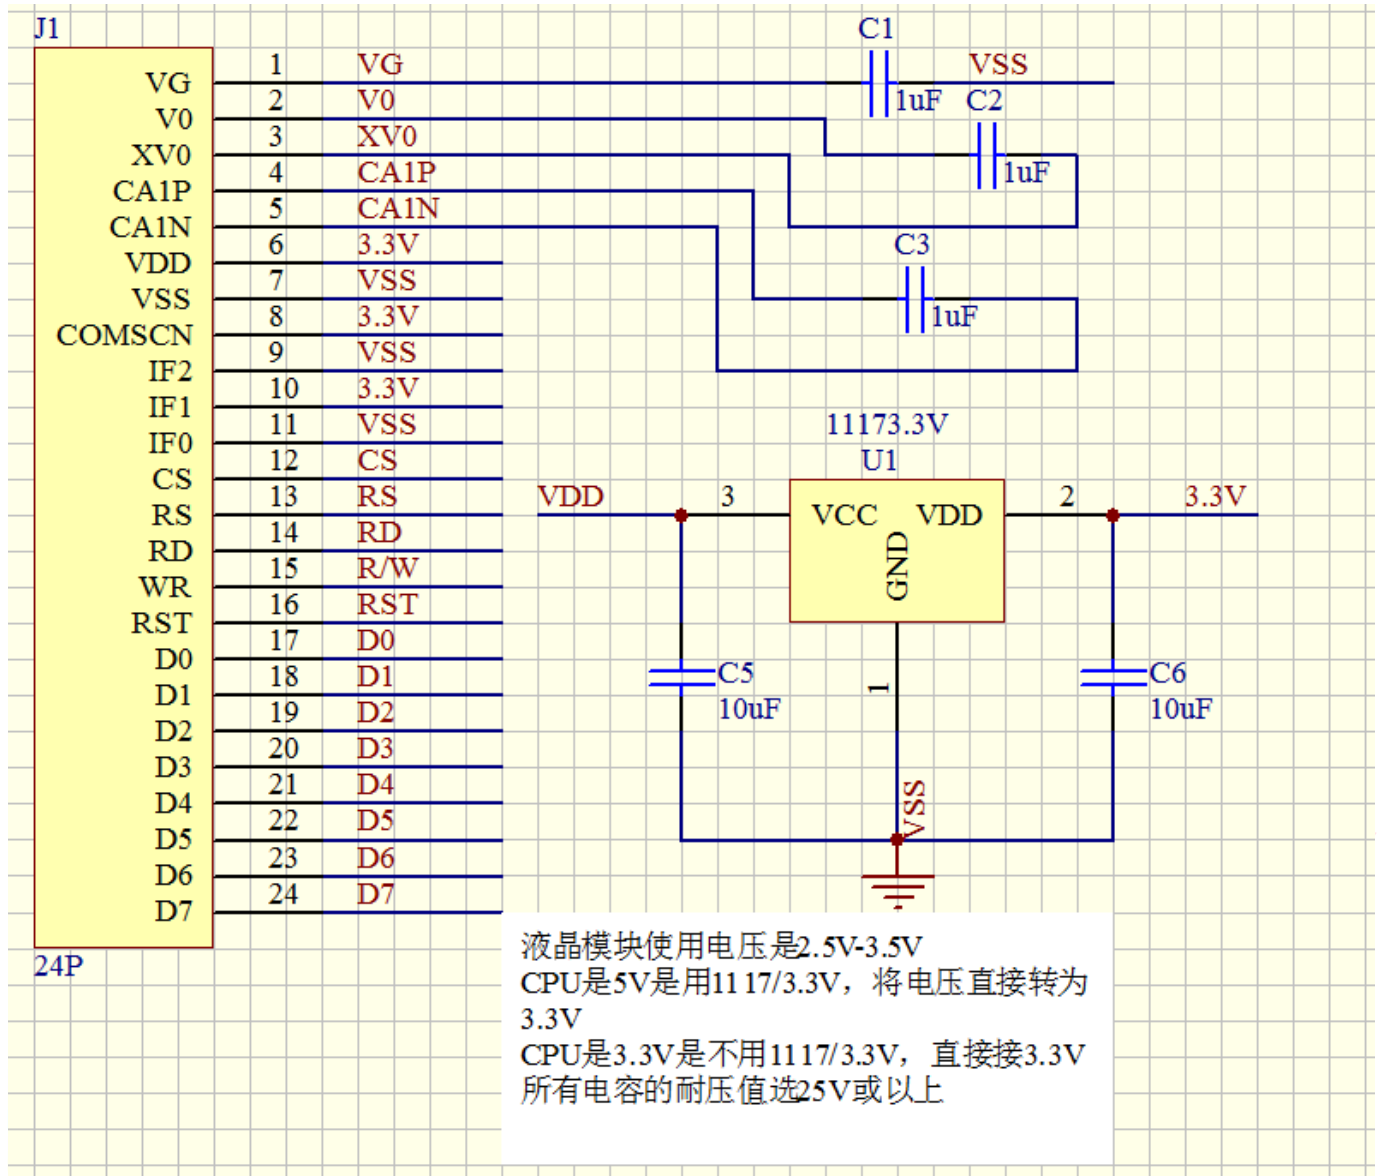 J1
C1
VG 1 VG VSS
1uF C2
V0 2 V0
XV0 3 XV0
1uF
CA1P 4 CA1P
CA1N 5 CA1N
C3
VDD 6 3.3V
VSS 7 VSS
1uF
COMSCN 8 3.3V
IF2 9 VSS
IF1 10 3.3V
IF0 11 VSS
CS 12 CS
RS 13 RS
RD 14 RD
WR 15 R/W
RST 16 RST
D0 17 D0
D1 18 D1
D2 19 D2
D3 20 D3
D4 21 D4
D5 22 D5
D6 23 D6
D7 24 D7
24P
11173.3V
U1
VDD 3 VCC VDD 2 3.3V
GND
1
C5
10uF
C6
10uF
VSS
液晶模块使用电压是2.5V-3.5V
CPU是5V是用1117/3.3V，将电压直接转为
3.3V
CPU是3.3V是不用1117/3.3V，直接接3.3V
所有电容的耐压值选25V或以上